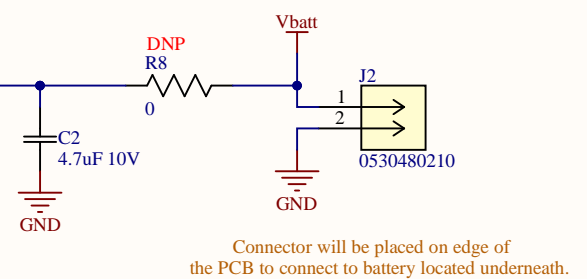 Vbatt
DNP
R8
0
J2
1
2
0530480210
C2
4.7uF 10V
GND
GND
Connector will be placed on edge of
the PCB to connect to battery located underneath.